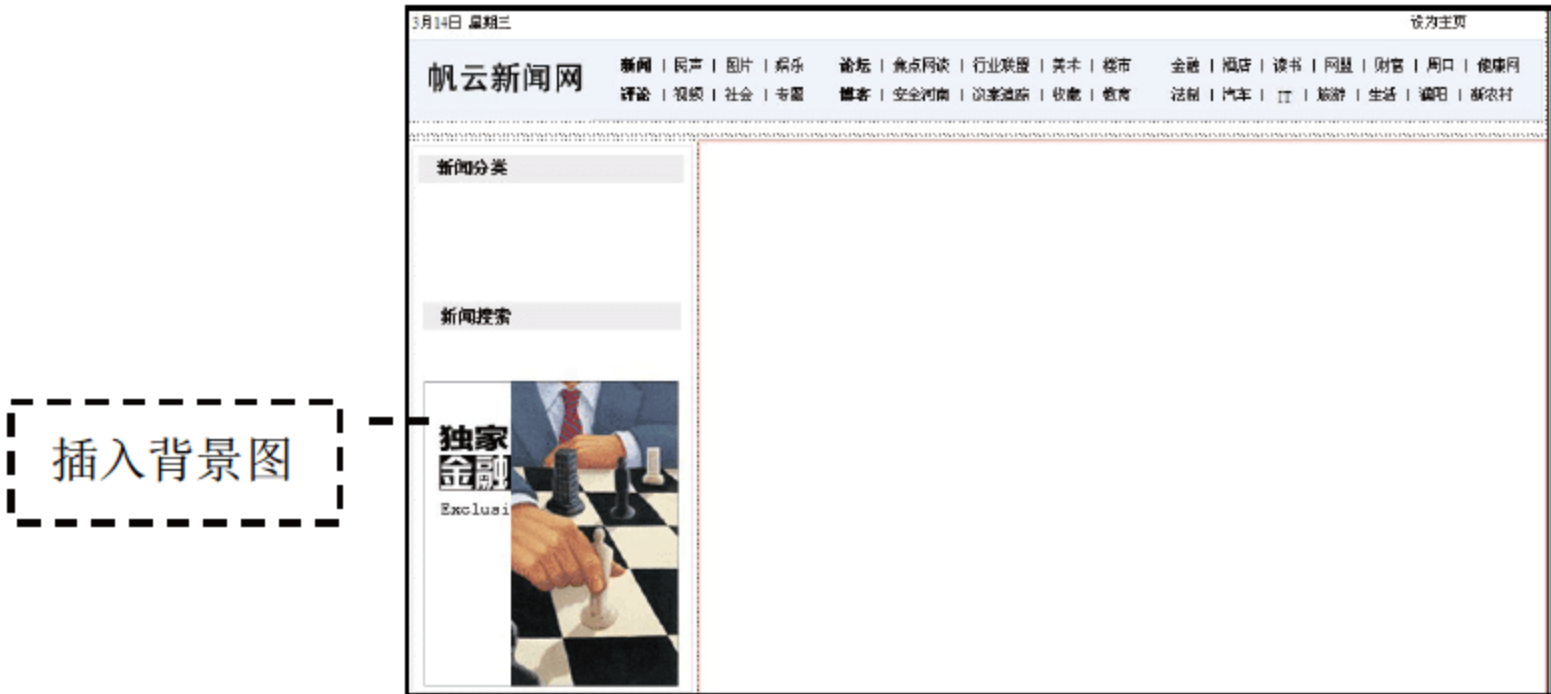 3月14日 星期三
设为主页
帆云新闻网
新闻 | 民声 | 图片 | 娱乐 论坛 | 焦点网谈 | 行业联盟 | 美术 | 楼市 金融 | 酒店 | 读书 | 网盟 | 财富 | 周口 | 健康网
评论 | 视频 | 社会 | 专题 博客 | 安全河南 | 议案追踪 | 收藏 | 教育 法制 | 汽车 | IT | 旅游 | 生活 | 濮阳 | 新农村
新闻分类
新闻搜索
插入背景图
独家
金融
Exclusi